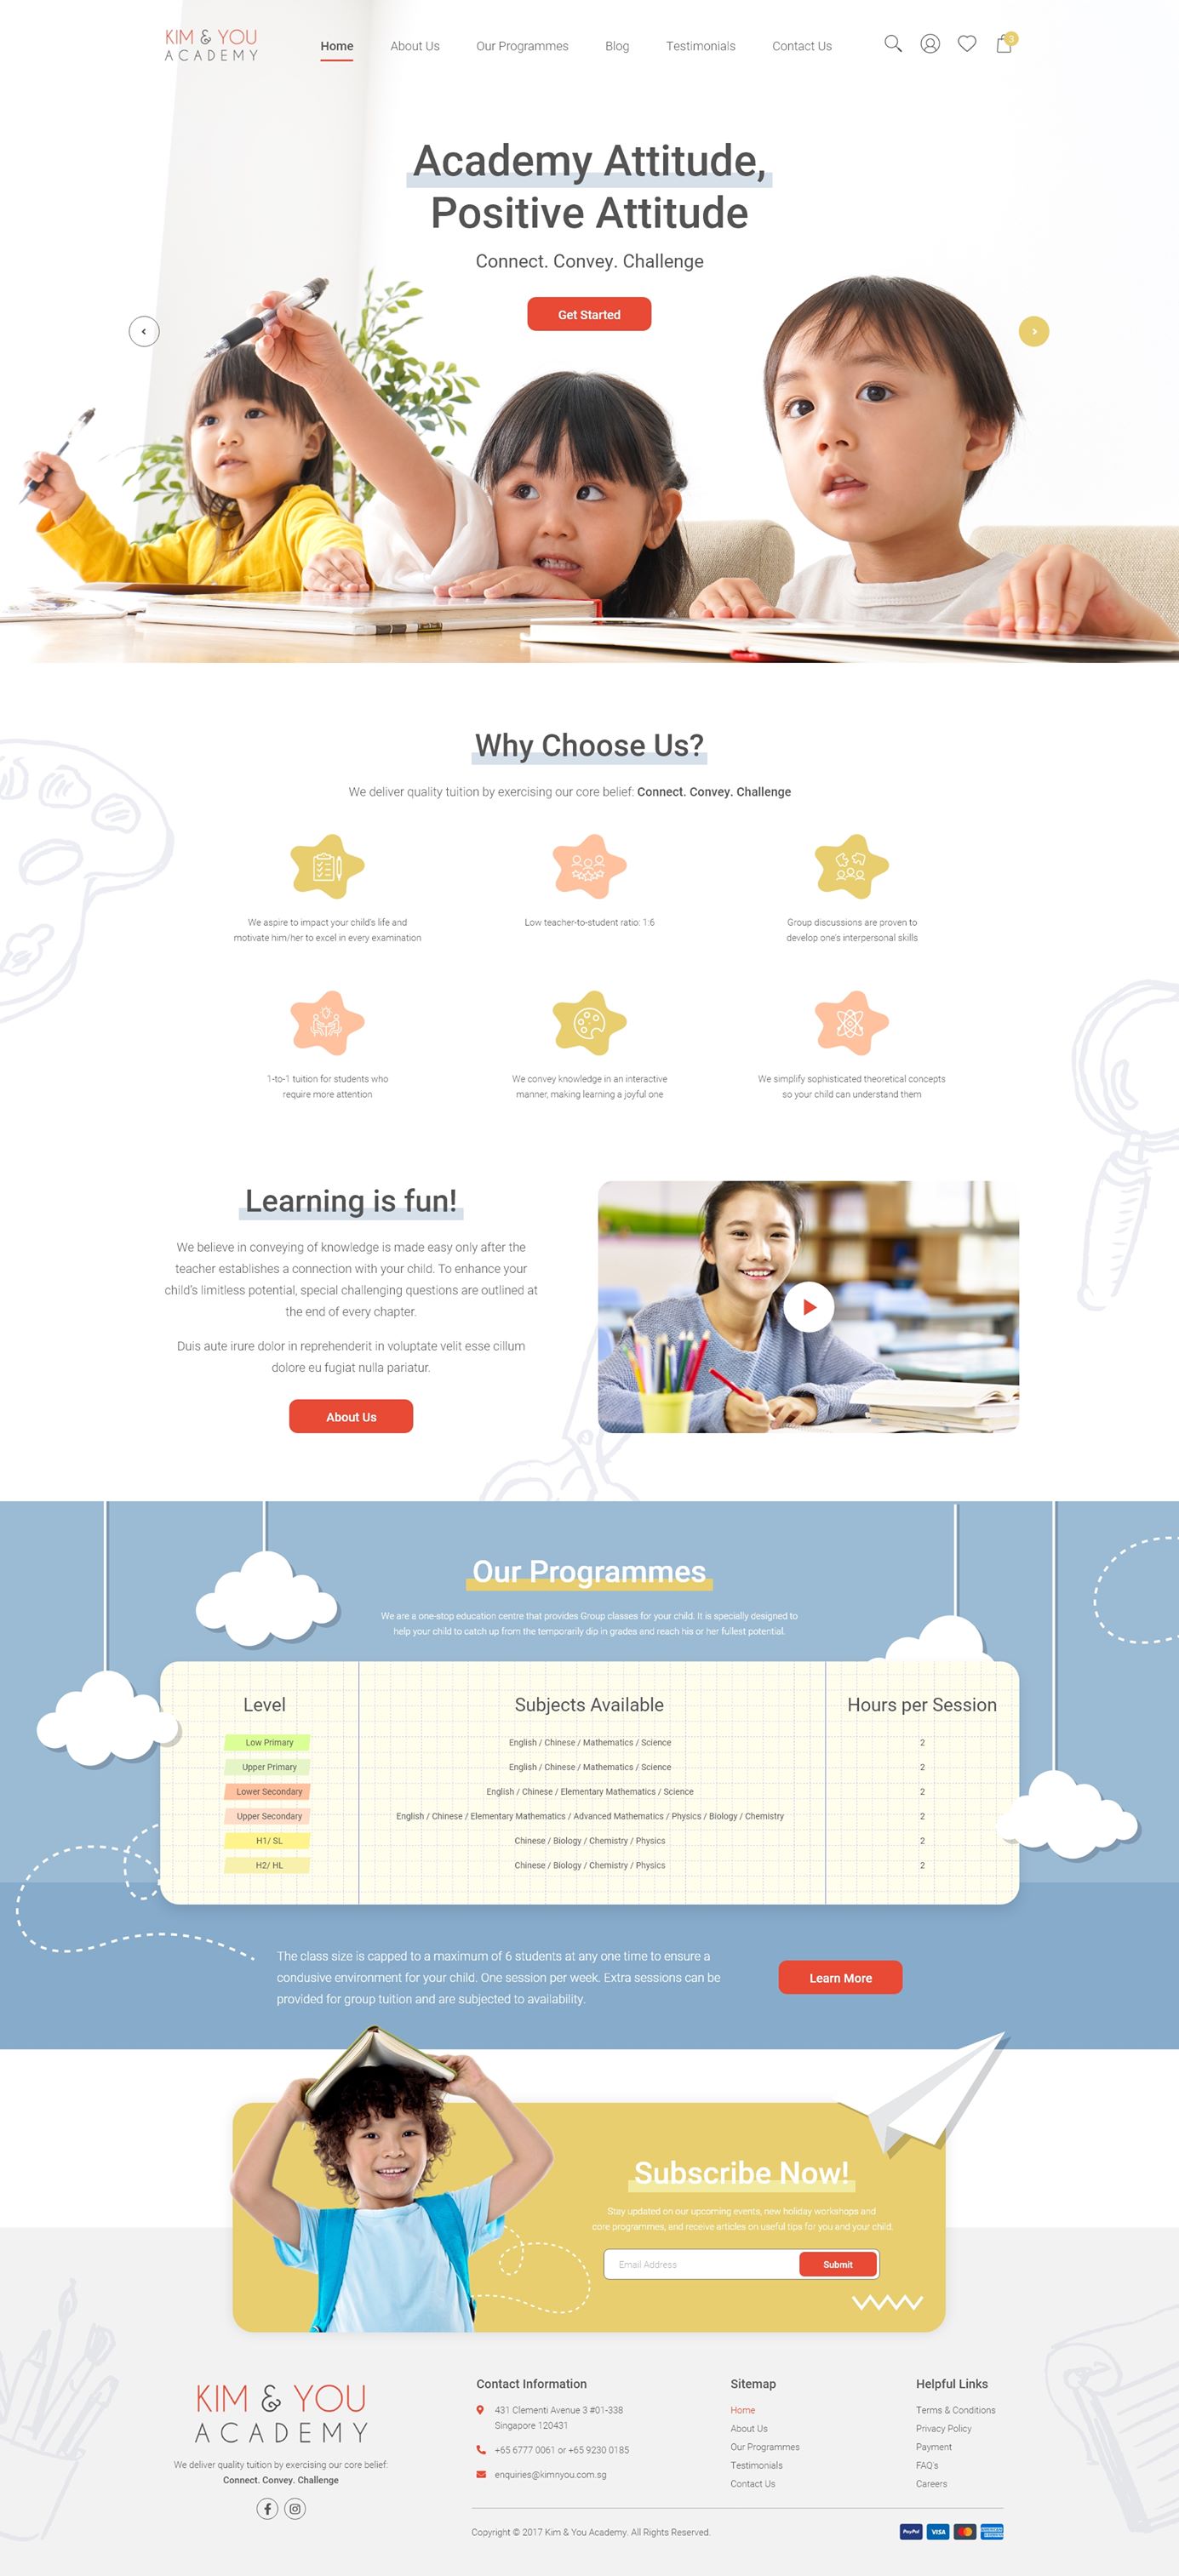 KIM & YOU
ACADEMY
Home
About Us
Our Programmes
Blog
Testimonials
Contact Us
3
Academy Attitude,
Positive Attitude
Connect. Convey. Challenge
Get Started
Why Choose Us?
We deliver quality tuition by exercising our core belief: Connect. Convey. Challenge
We aspire to impact your child's life and
motivate him/her to excel in every examination
Low teacher-to-student ratio: 1:6
Group discussions are proven to
develop one's interpersonal skills
1-to-1 tuition for students who
require more attention
We convey knowledge in an interactive
manner, making learning a joyful one
We simplify sophisticated theoretical concepts
so your child can understand them
Learning is fun!
We believe in conveying of knowledge is made easy only after the
teacher establishes a connection with your child. To enhance your
child's limitless potential, special challenging questions are outlined at
the end of every chapter.
Duis aute irure dolor in reprehenderit in voluptate velit esse cillum
dolore eu fugiat nulla pariatur.
About Us
Our Programmes
We are a one-stop education centre that provides Group classes for your child. It is specially designed to
help your child to catch up from the temporarily dip in grades and reach his or her fullest potential.
Level
Subjects Available
Hours per Session
Low Primary
English / Chinese / Mathematics / Science
2
Upper Primary
English / Chinese / Mathematics / Science
2
Lower Secondary
English / Chinese / Elementary Mathematics / Science
2
Upper Secondary
English / Chinese / Elementary Mathematics / Advanced Mathematics / Physics / Biology / Chemistry
2
H1/ SL
Chinese / Biology / Chemistry / Physics
2
H2/ HL
Chinese / Biology / Chemistry / Physics
2
The class size is capped to a maximum of 6 students at any one time to ensure a
condusive environment for your child. One session per week. Extra sessions can be
provided for group tuition and are subjected to availability.
Learn More
Subscribe Now!
Stay updated on our upcoming events, new holiday workshops and
core programmes, and receive articles on useful tips for you and your child.
Email Address
Submit
KIM & YOU
ACADEMY
We deliver quality tuition by exercising our core belief:
Connect. Convey. Challenge
Contact Information
431 Clementi Avenue 3 #01-338
Singapore 120431
+65 6777 0061 or +65 9230 0185
enquiries@kimnyou.com.sg
Sitemap
Home
About Us
Our Programmes
Testimonials
Contact Us
Helpful Links
Terms & Conditions
Privacy Policy
Payment
FAQ's
Careers
Copyright © 2017 Kim & You Academy. All Rights Reserved.
PayPal
VISA
AMERICAN EXPRESS